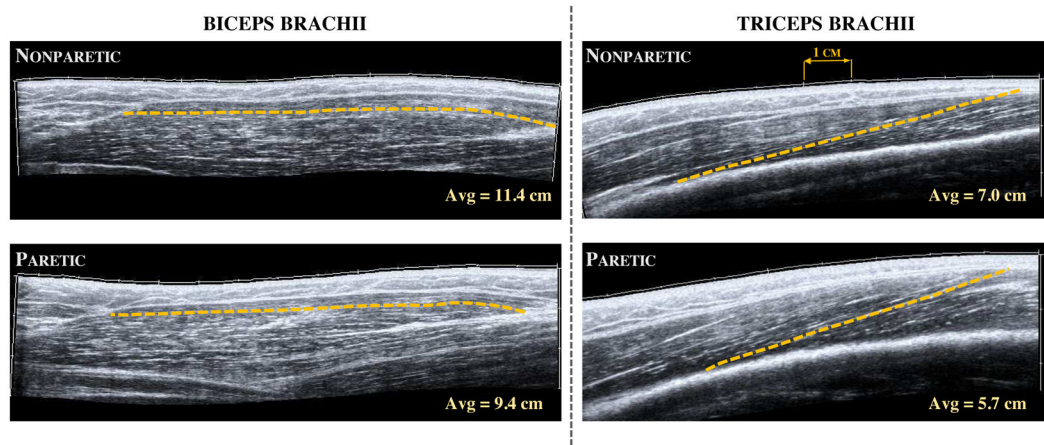 BICEPS BRACHII
NONPARETIC
Avg = 11.4 cm
PARETIC
Avg = 9.4 cm
TRICEPS BRACHII
NONPARETIC
1 CM
Avg = 7.0 cm
PARETIC
Avg = 5.7 cm